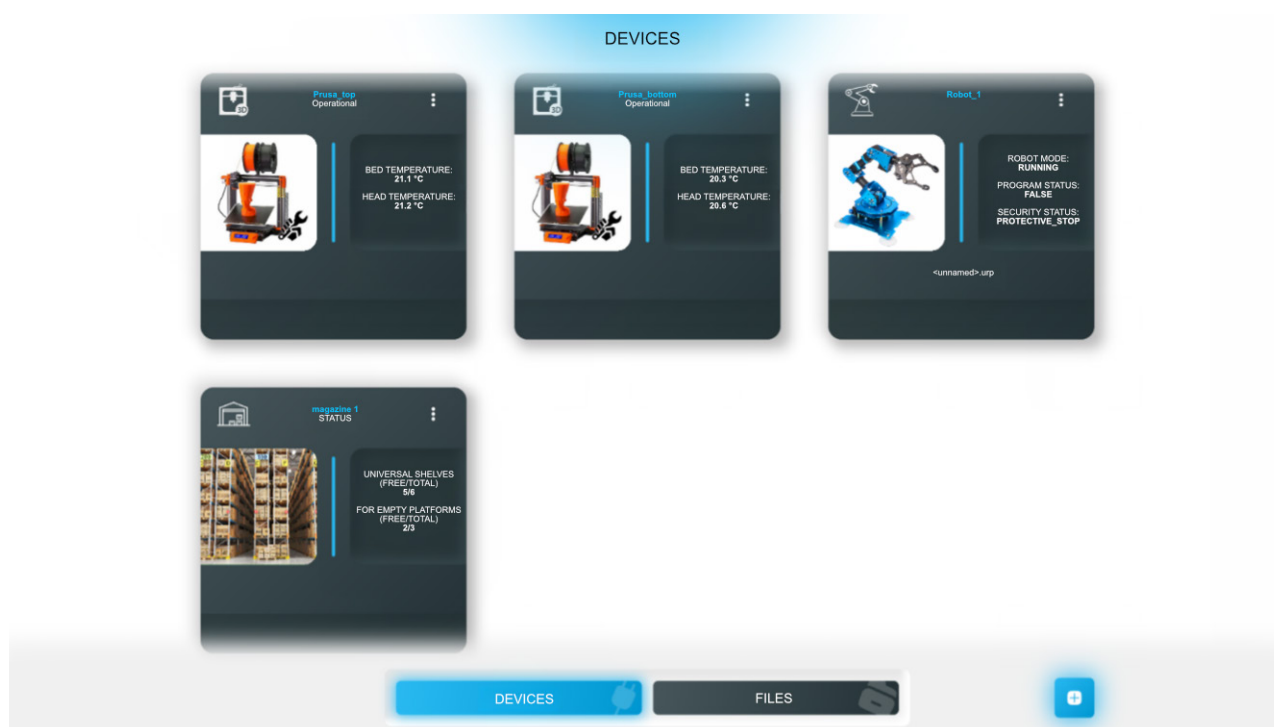 DEVICES
Prusa_top
Operational
BED TEMPERATURE:
21.1 °C
HEAD TEMPERATURE:
21.2 °C
Prusa_bottom
Operational
BED TEMPERATURE:
20.3 °C
HEAD TEMPERATURE:
20.6 °C
Robot_1
ROBOT MODE:
RUNNING
PROGRAM STATUS:
FALSE
SECURITY STATUS:
PROTECTIVE_STOP
<unnamed>.urp
magazine 1
STATUS
UNIVERSAL SHELVES
(FREE/TOTAL)
5/6
FOR EMPTY PLATFORMS
(FREE/TOTAL)
2/3
DEVICES
FILES